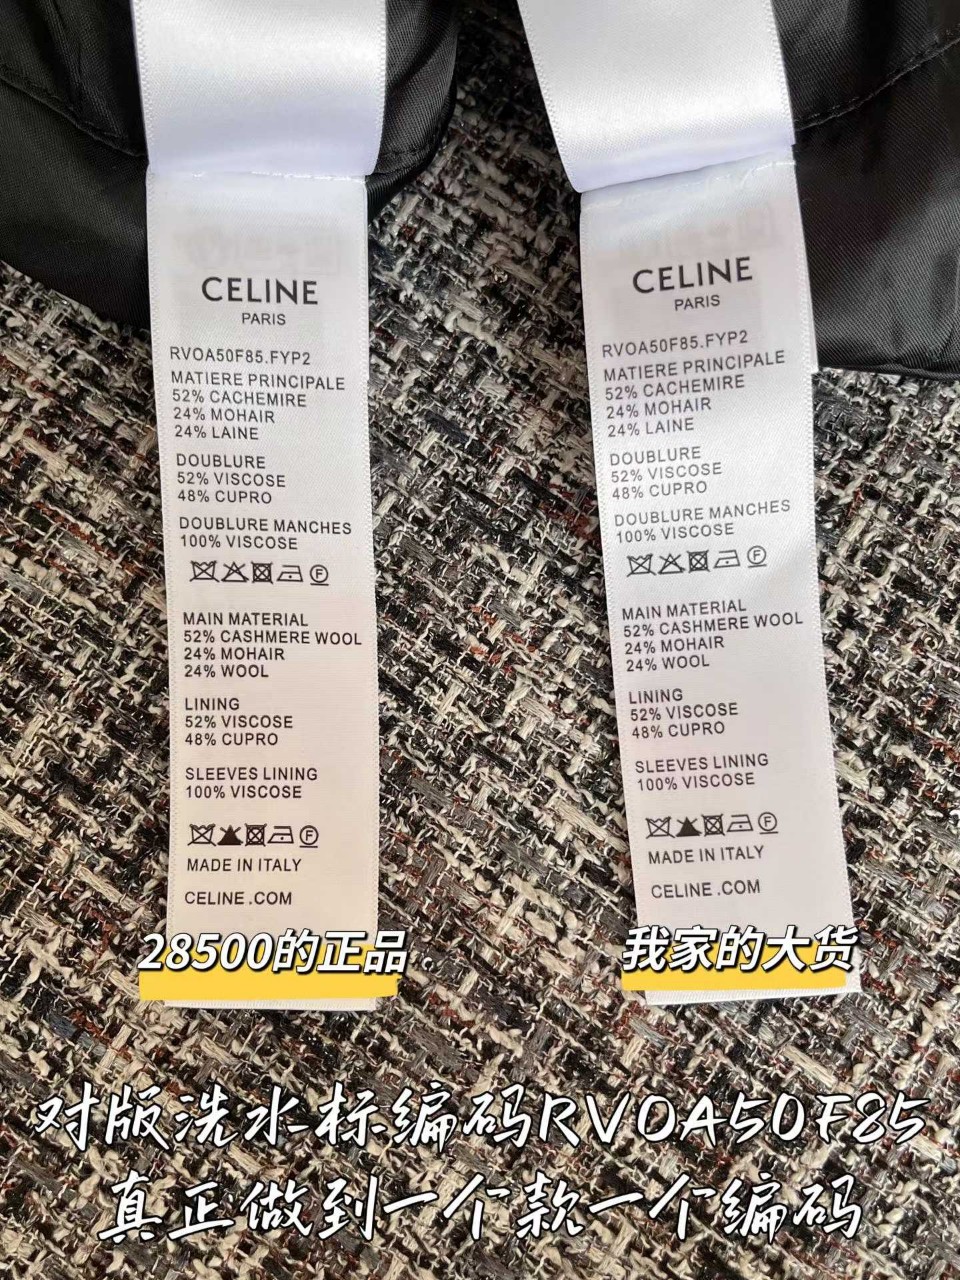 CELINE
PARIS
RVOA50F85.FYP2
MATIERE PRINCIPALE
52% CACHEMIRE
24% MOHAIR
24% LAINE
DOUBLURE
52% VISCOSE
48% CUPRO
DOUBLURE MANCHES
100% VISCOSE
F
MAIN MATERIAL
52% CASHMERE WOOL
24% MOHAIR
24% WOOL
LINING
52% VISCOSE
48% CUPRO
SLEEVES LINING
100% VISCOSE
F
MADE IN ITALY
CELINE .COM
28500的正品
CELINE
PARIS
RVOA50F85.FYP2
MATIERE PRINCIPALE
52% CACHEMIRE
24% MOHAIR
24% LAINE
DOUBLURE
52% VISCOSE
48% CUPRO
DOUBLURE MANCHES
100% VISCOSE
F
MAIN MATERIAL
52% CASHMERE WOOL
24% MOHAIR
24% WOOL
LINING
52% VISCOSE
48% CUPRO
SLEEVES LINING
100% VISCOSE
F
MADE IN ITALY
CELINE .COM
我家的大货
对版洗水标编码RVOA50F85
真正做到一个款一个编码